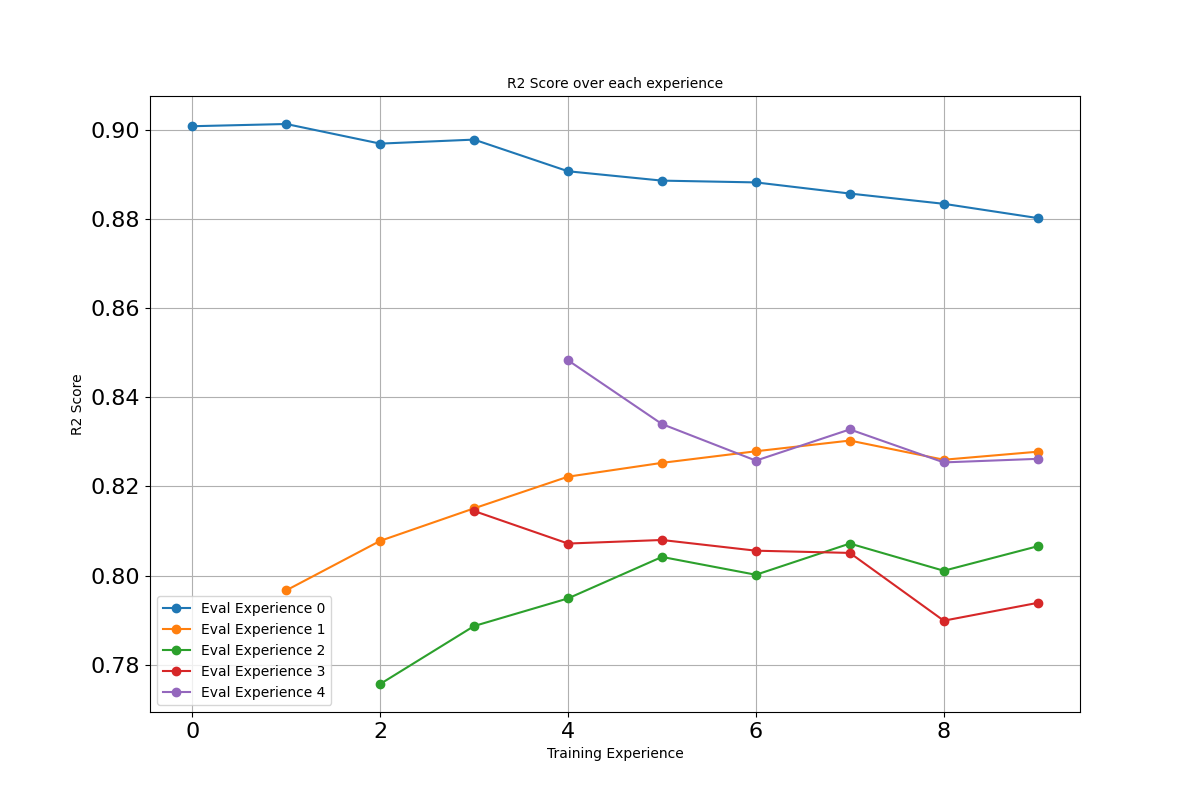 R2 Score over each experience
0.90
0.88
0.86
0.84
0.82
0.80
0.78
R2 Score
Eval Experience 0
Eval Experience 1
Eval Experience 2
Eval Experience 3
Eval Experience 4
0 2 4 6 8
Training Experience